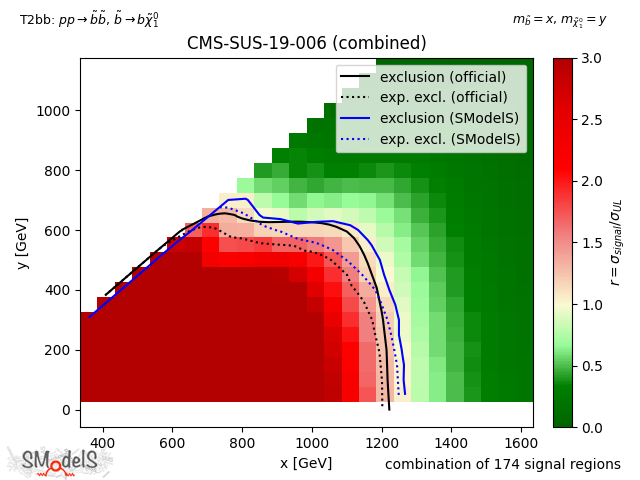 T2bb: pp → b̃b̃, b̃ → bχ̃₁⁰
m_b̃ = x, m_χ̃₁⁰ = y
CMS-SUS-19-006 (combined)
exclusion (official)
exp. excl. (official)
exclusion (SModelS)
exp. excl. (SModelS)
y [GeV]
1000
800
600
400
200
0
400
600
800
1000
1200
1400
1600
x [GeV]
3.0
2.5
2.0
1.5
1.0
0.5
0.0
r = σ_signal/σ_UL
SModelS
combination of 174 signal regions